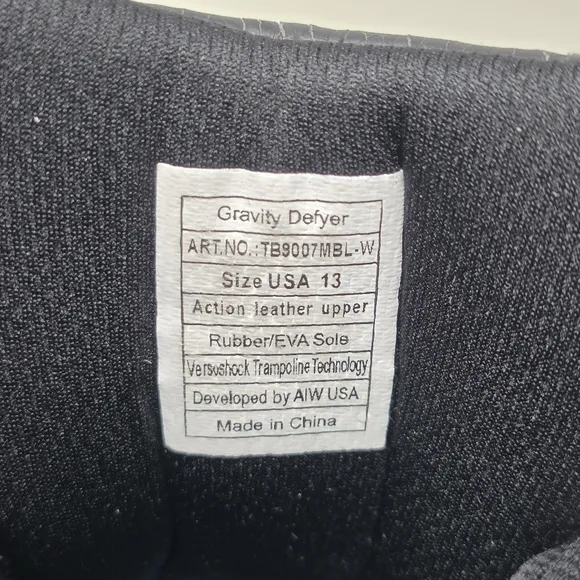 Gravity Defyer
ART.NO.:TB9007MBL-W
Size USA 13
Action leather upper
Rubber/EVA Sole
Versoshock Trampoline Technology
Developed by AIW USA
Made in China